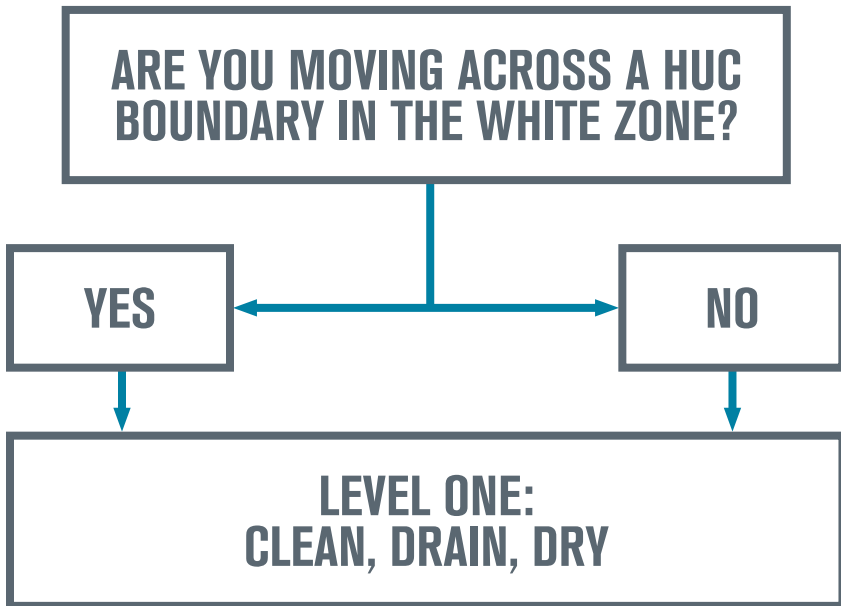 ARE YOU MOVING ACROSS A HUC
BOUNDARY IN THE WHITE ZONE?
YES
NO
LEVEL ONE:
CLEAN, DRAIN, DRY